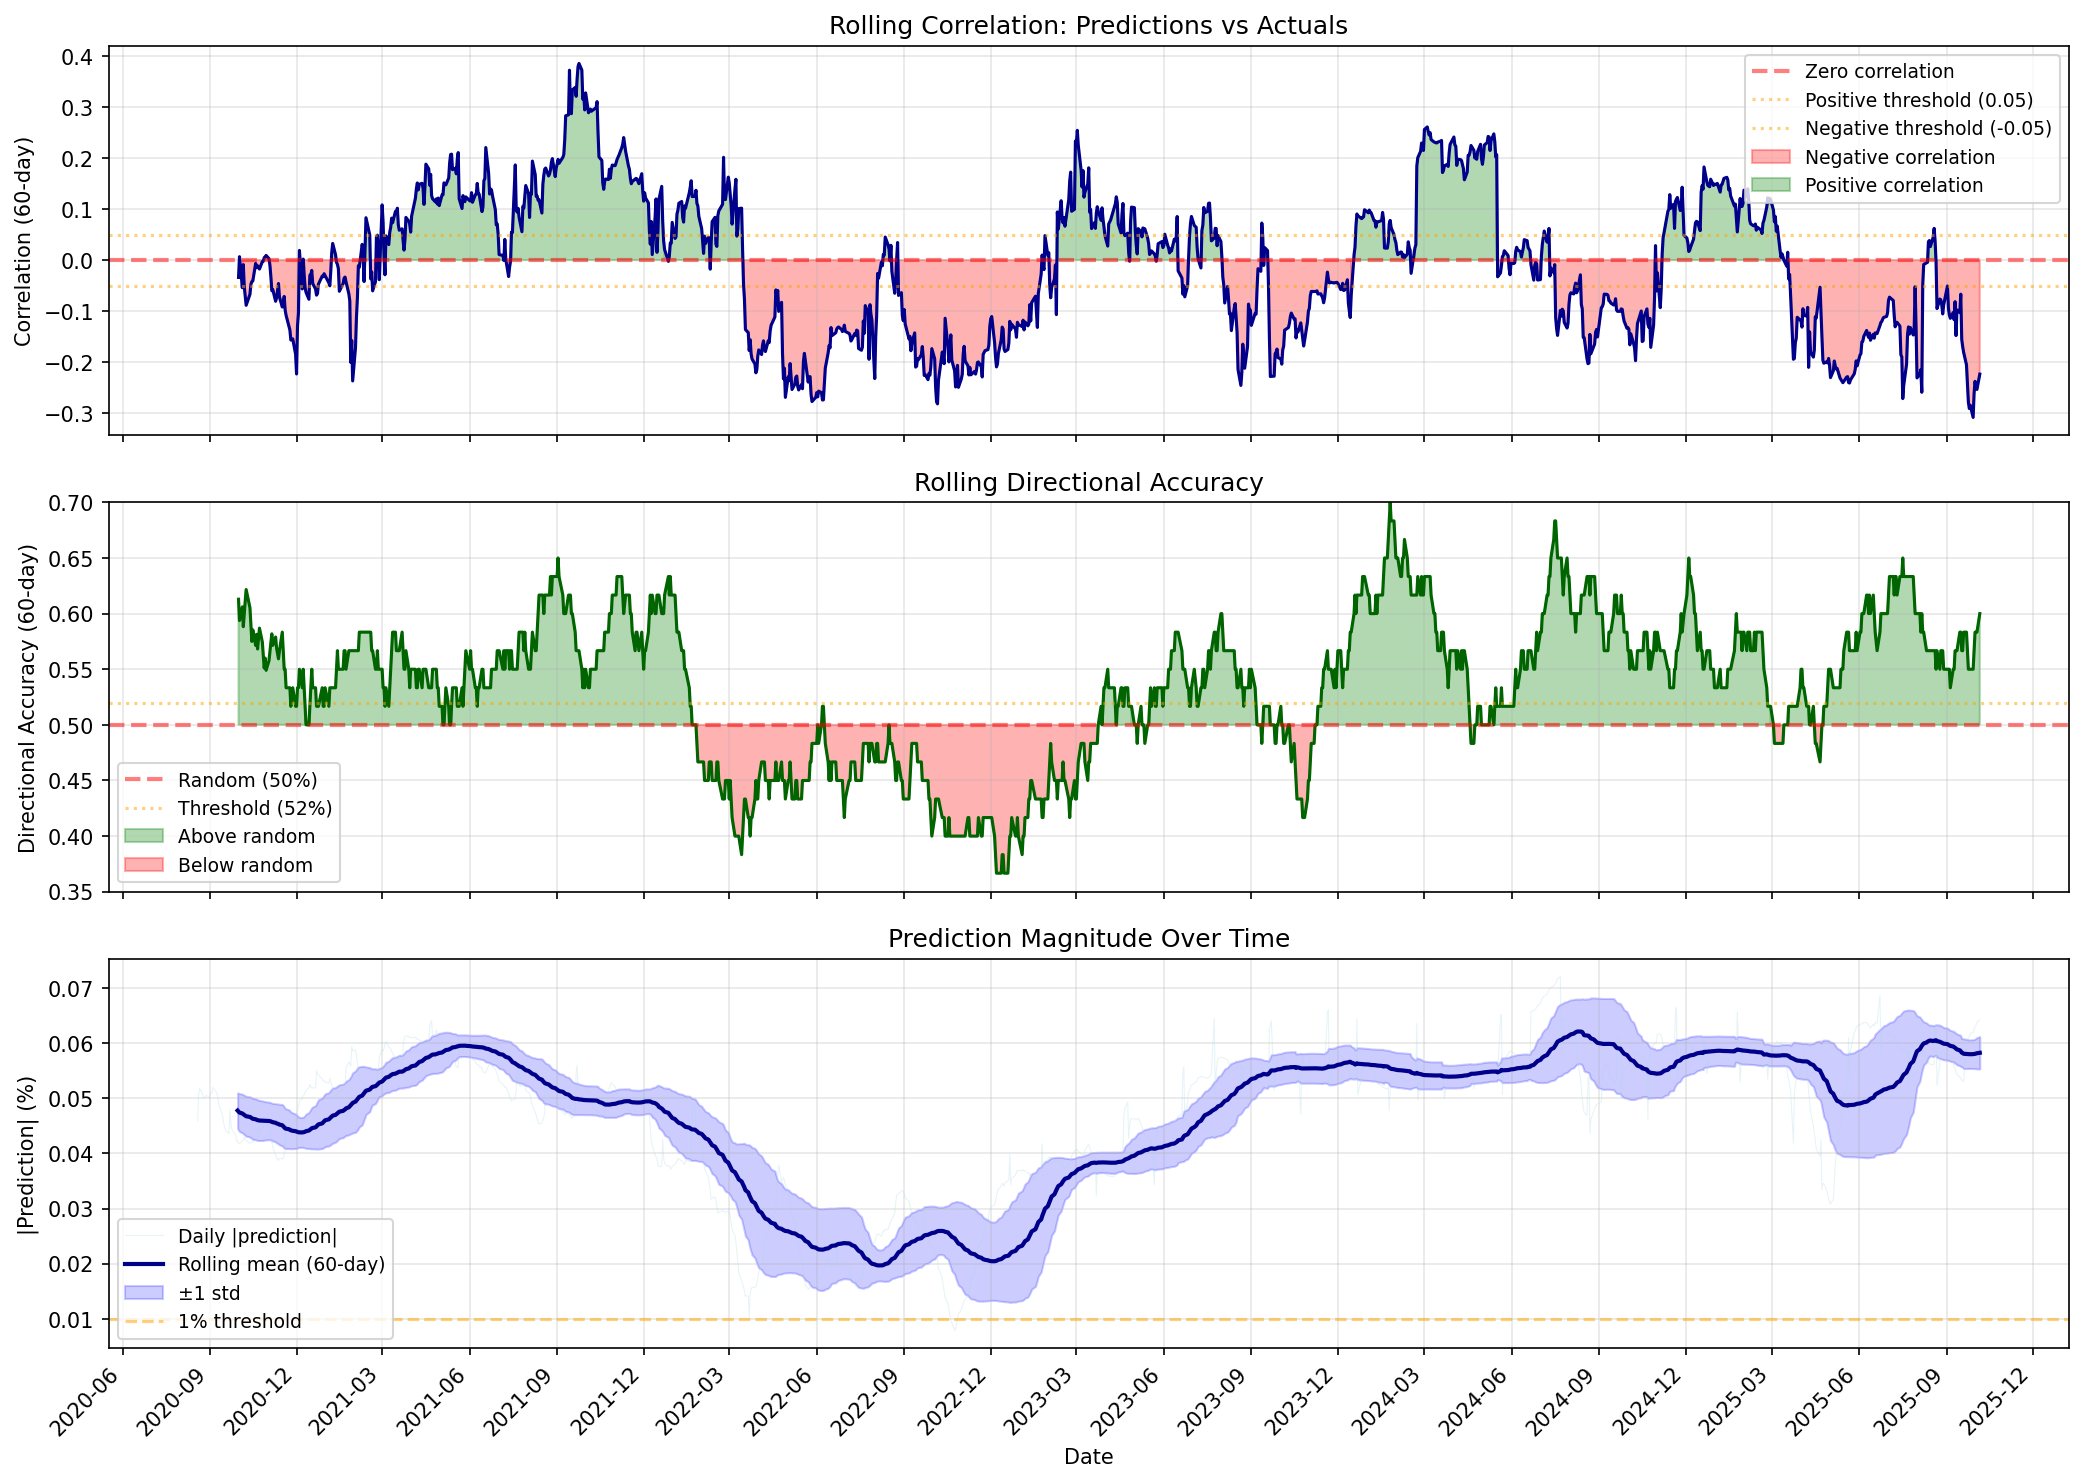 Rolling Correlation: Predictions vs Actuals
Correlation (60-day)
0.4
0.3
0.2
0.1
0.0
−0.1
−0.2
−0.3
Zero correlation
Positive threshold (0.05)
Negative threshold (-0.05)
Negative correlation
Positive correlation
Rolling Directional Accuracy
Directional Accuracy (60-day)
0.70
0.65
0.60
0.55
0.50
0.45
0.40
0.35
Random (50%)
Threshold (52%)
Above random
Below random
Prediction Magnitude Over Time
|Prediction| (%)
0.07
0.06
0.05
0.04
0.03
0.02
0.01
Daily |prediction|
Rolling mean (60-day)
±1 std
1% threshold
2020-06
2020-09
2020-12
2021-03
2021-06
2021-09
2021-12
2022-03
2022-06
2022-09
2022-12
2023-03
2023-06
2023-09
2023-12
2024-03
2024-06
2024-09
2024-12
2025-03
2025-06
2025-09
2025-12
Date